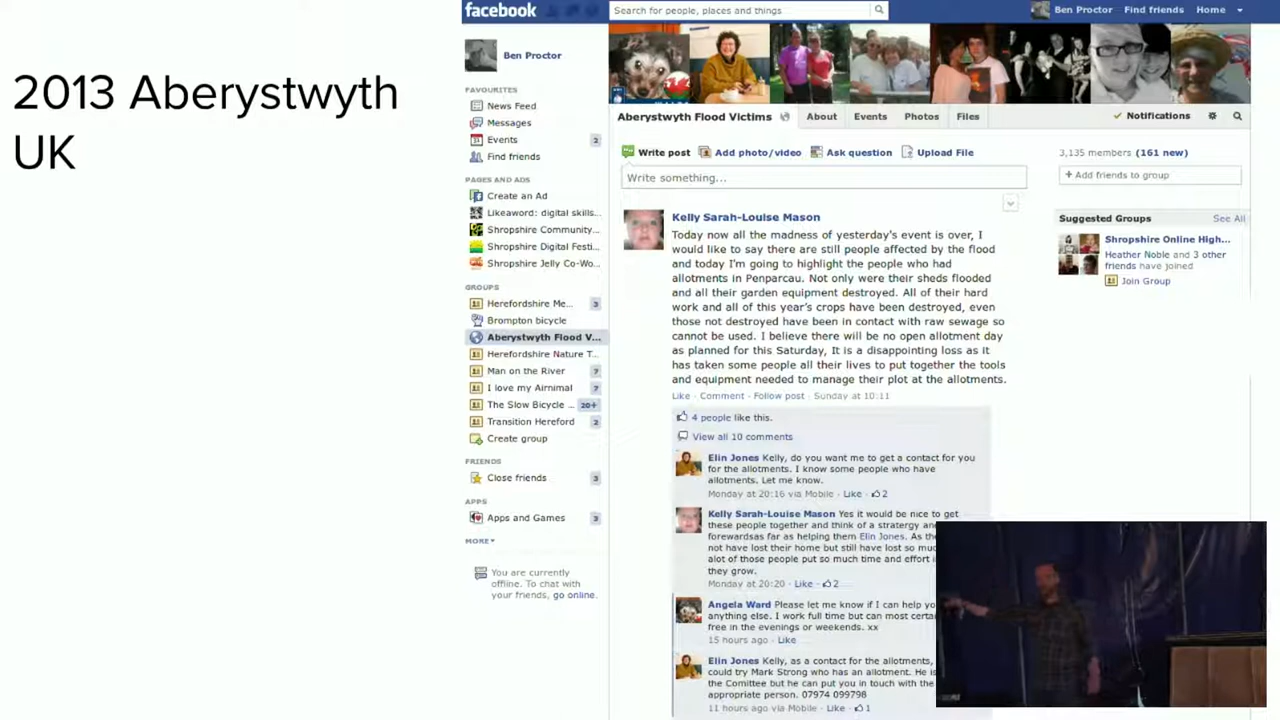 2013 Aberystwyth
UK
facebook
Search for people, places and things
Ben Proctor
Find friends
Home
Ben Proctor
FAVOURITES
News Feed
Messages
Events 2
Find friends
PAGES AND ADS
Create an Ad
Likeaword: digital skills...
Shropshire Community...
Shropshire Digital Festi...
Shropshire Jelly Co-Wo...
GROUPS
Herefordshire Me... 3
Brompton bicycle
Aberystwyth Flood V...
Herefordshire Nature T...
Man on the River 7
I love my Airnimal 7
The Slow Bicycle ... 20+
Transition Hereford 2
Create group
FRIENDS
Close friends 3
APPS
Apps and Games 3
MORE
You are currently
offline. To chat with
your friends, go online.
Aberystwyth Flood Victims
About
Events
Photos
Files
Notifications
Write post
Add photo/video
Ask question
Upload File
Write something...
Kelly Sarah-Louise Mason
Today now all the madness of yesterday's event is over, I
would like to say there are still people affected by the flood
and today I'm going to highlight the people who had
allotments in Penparcau. Not only were their sheds flooded
and all their garden equipment destroyed. All of their hard
work and all of this year's crops have been destroyed, even
those not destroyed have been in contact with raw sewage so
cannot be used. I believe there will be no open allotment day
as planned for this Saturday, It is a disappointing loss as it
has taken some people all their lives to put together the tools
and equipment needed to manage their plot at the allotments.
Like · Comment · Follow post · Sunday at 10:11
4 people like this.
View all 10 comments
Elin Jones Kelly, do you want me to get a contact for you
for the allotments. I know some people who have
allotments. Let me know.
Monday at 20:16 via Mobile · Like · 2
Kelly Sarah-Louise Mason Yes it would be nice to get
these people together and think of a stratergy and
forewardsas far as helping them Elin Jones. As the
not have lost their home but still have lost so muc
alot of those people put so much time and effort i
they grow.
Monday at 20:20 · Like · 2
Angela Ward Please let me know if I can help yo
anything else. I work full time but can most certa
free in the evenings or weekends. xx
15 hours ago · Like
Elin Jones Kelly, as a contact for the allotments,
could try Mark Strong who has an allotment. He is
the Comittee but he can put you in touch with the
appropriate person. 07974 099798
11 hours ago via Mobile · Like · 1
3,135 members (161 new)
+ Add friends to group
Suggested Groups
See All
Shropshire Online High...
Heather Noble and 3 other
friends have joined
Join Group